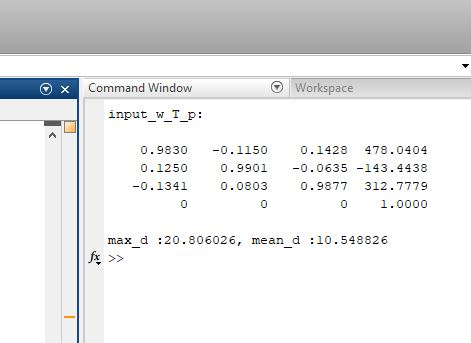 Command Window
Workspace
input_w_T_p:
0.9830 -0.1150 0.1428 478.0404
0.1250 0.9901 -0.0635 -143.4438
-0.1341 0.0803 0.9877 312.7779
0 0 0 1.0000
max_d :20.806026, mean_d :10.548826
fx >>